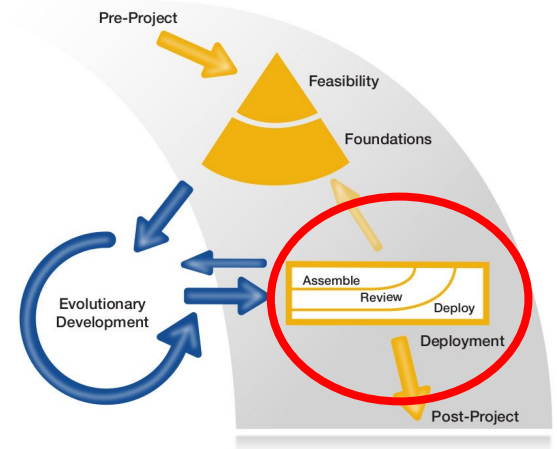 Pre-Project
Feasibility
Foundations
Assemble
Review
Deploy
Evolutionary
Development
Deployment
Post-Project